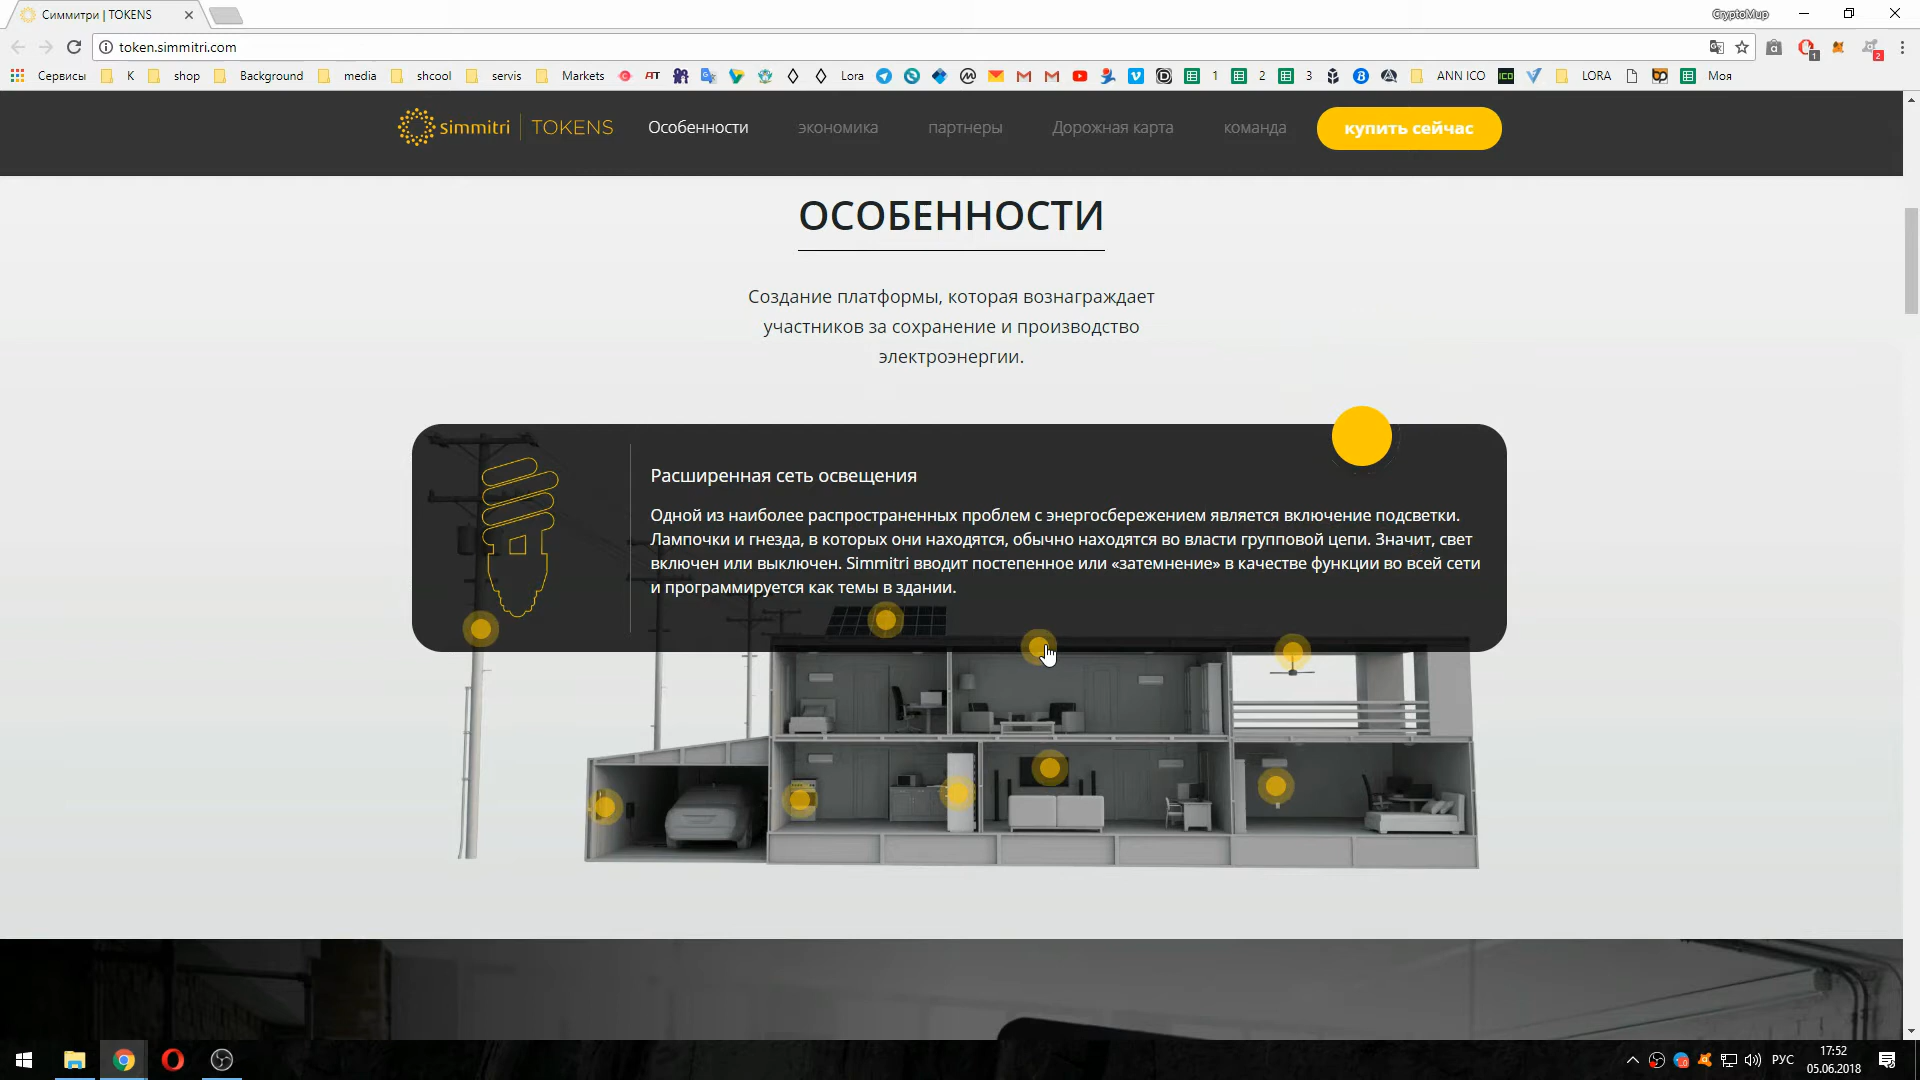 Симмитри | TOKENS
CryptoMup
token.simmitri.com
Сервисы K shop Background media shcool servis Markets AT Lora 1 2 3 ANN ICO ICO LORA Моя
simmitri TOKENS Особенности экономика партнеры Дорожная карта команда купить сейчас
ОСОБЕННОСТИ
Создание платформы, которая вознаграждает
участников за сохранение и производство
электроэнергии.
Расширенная сеть освещения
Одной из наиболее распространенных проблем с энергосбережением является включение подсветки.
Лампочки и гнезда, в которых они находятся, обычно находятся во власти групповой цепи. Значит, свет
включен или выключен. Simmitri вводит постепенное или «затемнение» в качестве функции во всей сети
и программируется как темы в здании.
РУС
17:52
05.06.2018